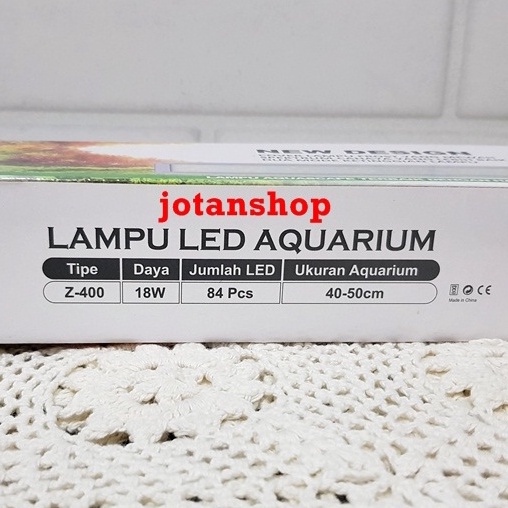 NEW DESIGN
jotanshop
LAMPU LED AQUARIUM
Tipe Daya Jumlah LED Ukuran Aquarium
Z-400 18W 84 Pcs 40-50cm
CE
Made in China